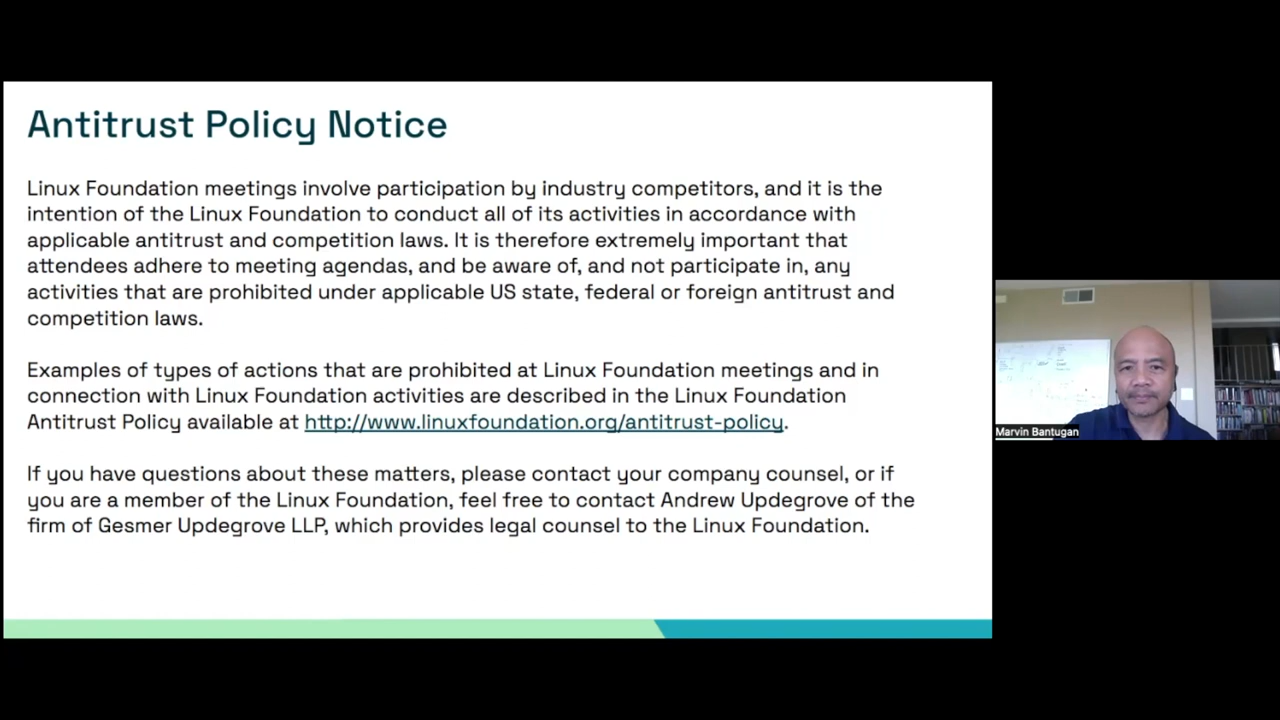 Antitrust Policy Notice
Linux Foundation meetings involve participation by industry competitors, and it is the
intention of the Linux Foundation to conduct all of its activities in accordance with
applicable antitrust and competition laws. It is therefore extremely important that
attendees adhere to meeting agendas, and be aware of, and not participate in, any
activities that are prohibited under applicable US state, federal or foreign antitrust and
competition laws.
Examples of types of actions that are prohibited at Linux Foundation meetings and in
connection with Linux Foundation activities are described in the Linux Foundation
Antitrust Policy available at http://www.linuxfoundation.org/antitrust-policy.
If you have questions about these matters, please contact your company counsel, or if
you are a member of the Linux Foundation, feel free to contact Andrew Updegrove of the
firm of Gesmer Updegrove LLP, which provides legal counsel to the Linux Foundation.
Marvin Bantugan